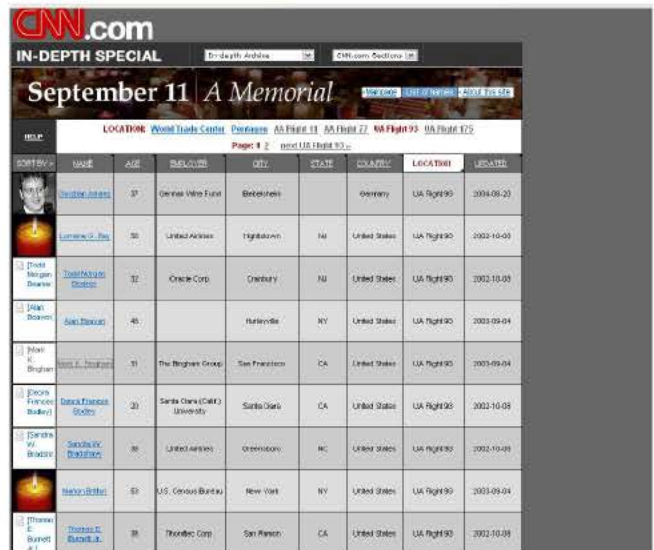 CNN.com
IN-DEPTH SPECIAL In-depth Archive CNN.com Sections
September 11 A Memorial
Main page List of names About this site
HELP LOCATION: World Trade Center Pentagon AA Flight 11 AA Flight 77 UA Flight 93 UA Flight 175
Page: 1 2 next UA Flight 93
SORT BY NAME AGE EMPLOYER CITY STATE COUNTRY LOCATION UPDATED
Christian Adams 37 German Wine Fund Biebelsheim Germany UA Flight 93 2004-08-20
Lorraine G. Bay 58 United Airlines Hightstown NJ United States UA Flight 93
[Todd Morgan Beamer] Todd Morgan Beamer 32 Oracle Corp. Cranbury NJ United States UA Flight 93 2002-10-08
[Alan Beaven] Alan Beaven 48 Hurleyville NY United States UA Flight 93 2003-09-04
[Mark K. Bingham Mark K. Bingham 31 The Bingham Group San Francisco CA United States UA Flight 93 2003-09-04
[Deora Frances Bodley] Deora Frances Bodley 20 Santa Clara (Calif.) University Santa Clara CA United States UA Flight 93 2002-10-08
[Sandra W. Bradshaw Sandra W. Bradshaw 38 United Airlines Greensboro NC United States UA Flight 93 2002-10-08
Marion Britton 53 U.S. Census Bureau New York NY United States UA Flight 93 2003-09-04
[Thomas E. Burnett Jr.] Thomas E. Burnett Jr. 38 Thoratec Corp. San Ramon CA United States UA Flight 93 2002-10-08